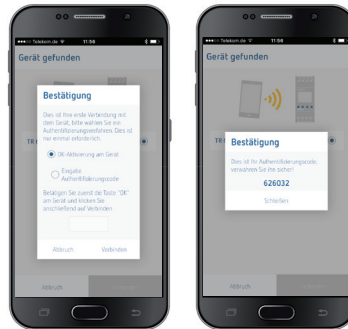 Telekom.de
11:56
Gerät gefunden
Bestätigung
Dies ist Ihre erste Verbindung mit
dem Gerät, bitte wählen Sie ein
Authentifizierungsverfahren. Dies ist
nur einmal erforderlich.
OK-Aktivierung am Gerät
Eingabe
Authentifizierungscode
Betätigen Sie zuerst die Taste "OK"
am Gerät und klicken Sie
anschließend auf Verbinden.
Abbruch
Verbinden
Abbruch
Telekom.de
11:56
Gerät gefunden
Bestätigung
Dies ist Ihr Authentifizierungscode,
verwahren Sie ihn sicher!
626032
Schließen
Abbruch